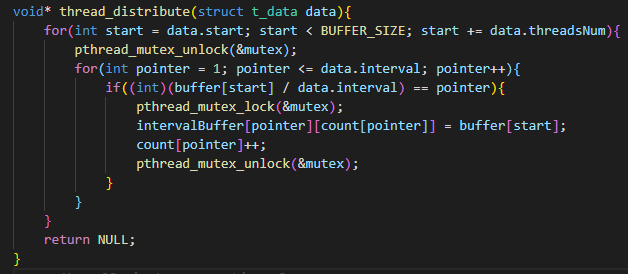 void* thread_distribute(struct t_data data){
    for(int start = data.start; start < BUFFER_SIZE; start += data.threadsNum){
        pthread_mutex_unlock(&mutex);
        for(int pointer = 1; pointer <= data.interval; pointer++){
            if((int)(buffer[start] / data.interval) == pointer){
                pthread_mutex_lock(&mutex);
                intervalBuffer[pointer][count[pointer]] = buffer[start];
                count[pointer]++;
                pthread_mutex_unlock(&mutex);
            }
        }
    }
    return NULL;
}